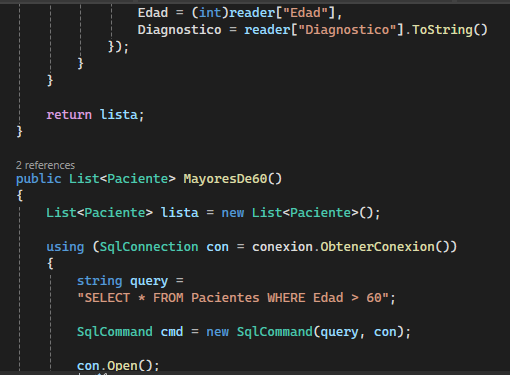 Edad = (int)reader["Edad"],
Diagnostico = reader["Diagnostico"].ToString()
});
}
}
return lista;
}
2 references
public List<Paciente> MayoresDe60()
{
List<Paciente> lista = new List<Paciente>();
using (SqlConnection con = conexion.ObtenerConexion())
{
string query =
"SELECT * FROM Pacientes WHERE Edad > 60";
SqlCommand cmd = new SqlCommand(query, con);
con.Open();